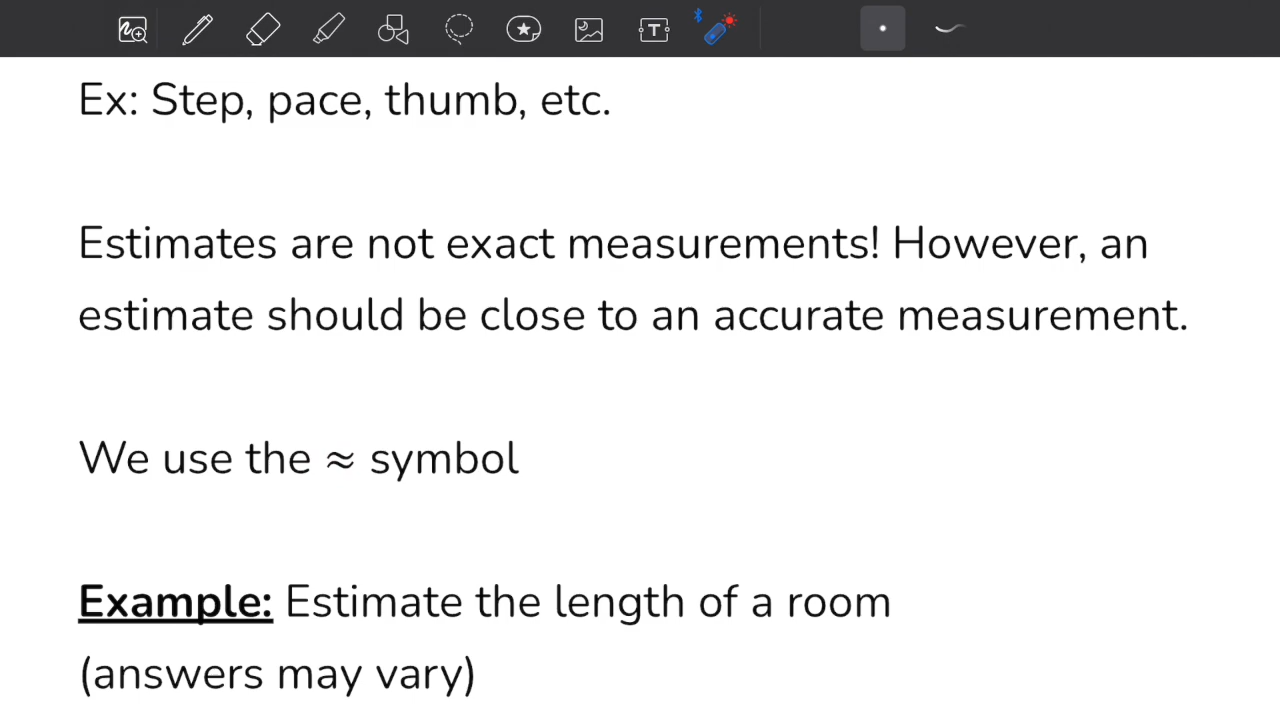 Ex: Step, pace, thumb, etc.
Estimates are not exact measurements! However, an
estimate should be close to an accurate measurement.
We use the ≈ symbol
Example: Estimate the length of a room
(answers may vary)